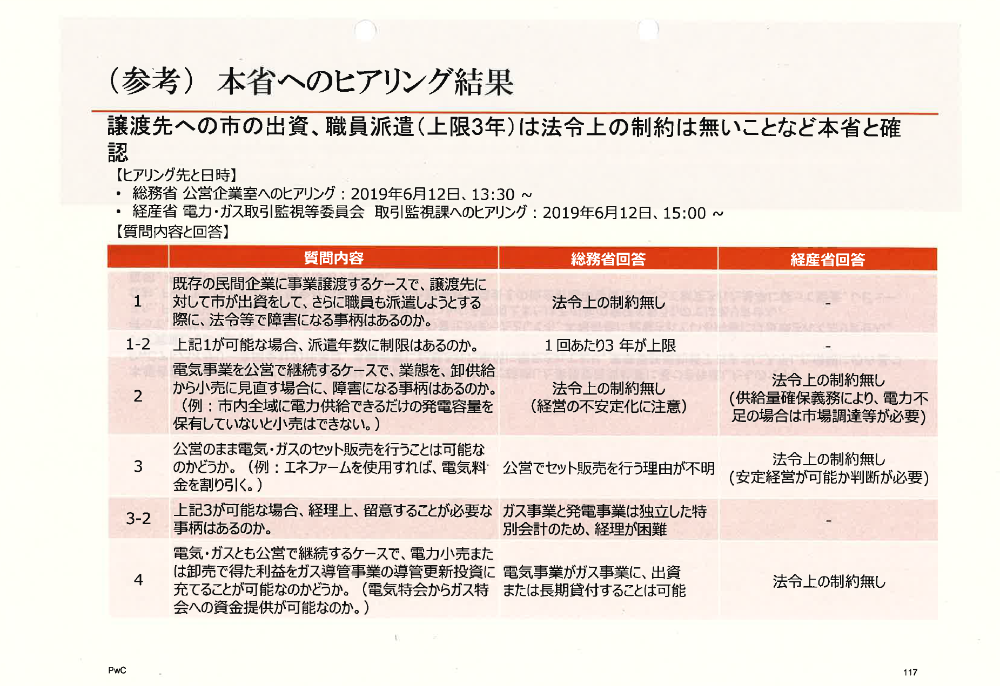 （参考） 本省へのヒアリング結果
譲渡先への市の出資、職員派遣（上限3年）は法令上の制約は無いことなど本省と確
認
【ヒアリング先と日時】
• 総務省 公営企業室へのヒアリング：2019年6月12日、13:30 ～
• 経産省 電力・ガス取引監視等委員会 取引監視課へのヒアリング：2019年6月12日、15:00 ～
【質問内容と回答】
質問内容 総務省回答 経産省回答
1
既存の民間企業に事業譲渡するケースで、譲渡先に
対して市が出資をして、さらに職員も派遣しようとする
際に、法令等で障害になる事柄はあるのか。
法令上の制約無し
-
1-2
上記1が可能な場合、派遣年数に制限はあるのか。
1 回あたり3 年が上限
-
2
電気事業を公営で継続するケースで、業態を、卸供給
から小売に見直す場合に、障害になる事柄はあるのか。
（例：市内全域に電力供給できるだけの発電容量を
保有していないと小売はできない。）
法令上の制約無し
（経営の不安定化に注意）
法令上の制約無し
(供給量確保義務により、電力不
足の場合は市場調達等が必要)
3
公営のまま電気・ガスのセット販売を行うことは可能な
のかどうか。（例：エネファームを使用すれば、電気料
金を割り引く。）
公営でセット販売を行う理由が不明
法令上の制約無し
(安定経営が可能か判断が必要)
3-2
上記3が可能な場合、経理上、留意することが必要な
事柄はあるのか。
ガス事業と発電事業は独立した特
別会計のため、経理が困難
-
4
電気・ガスとも公営で継続するケースで、電力小売また
は卸売で得た利益をガス導管事業の導管更新投資に
充てることが可能なのかどうか。（電気特会からガス特
会への資金提供が可能なのか。）
電気事業がガス事業に、出資
または長期貸付することは可能
法令上の制約無し
PwC
117